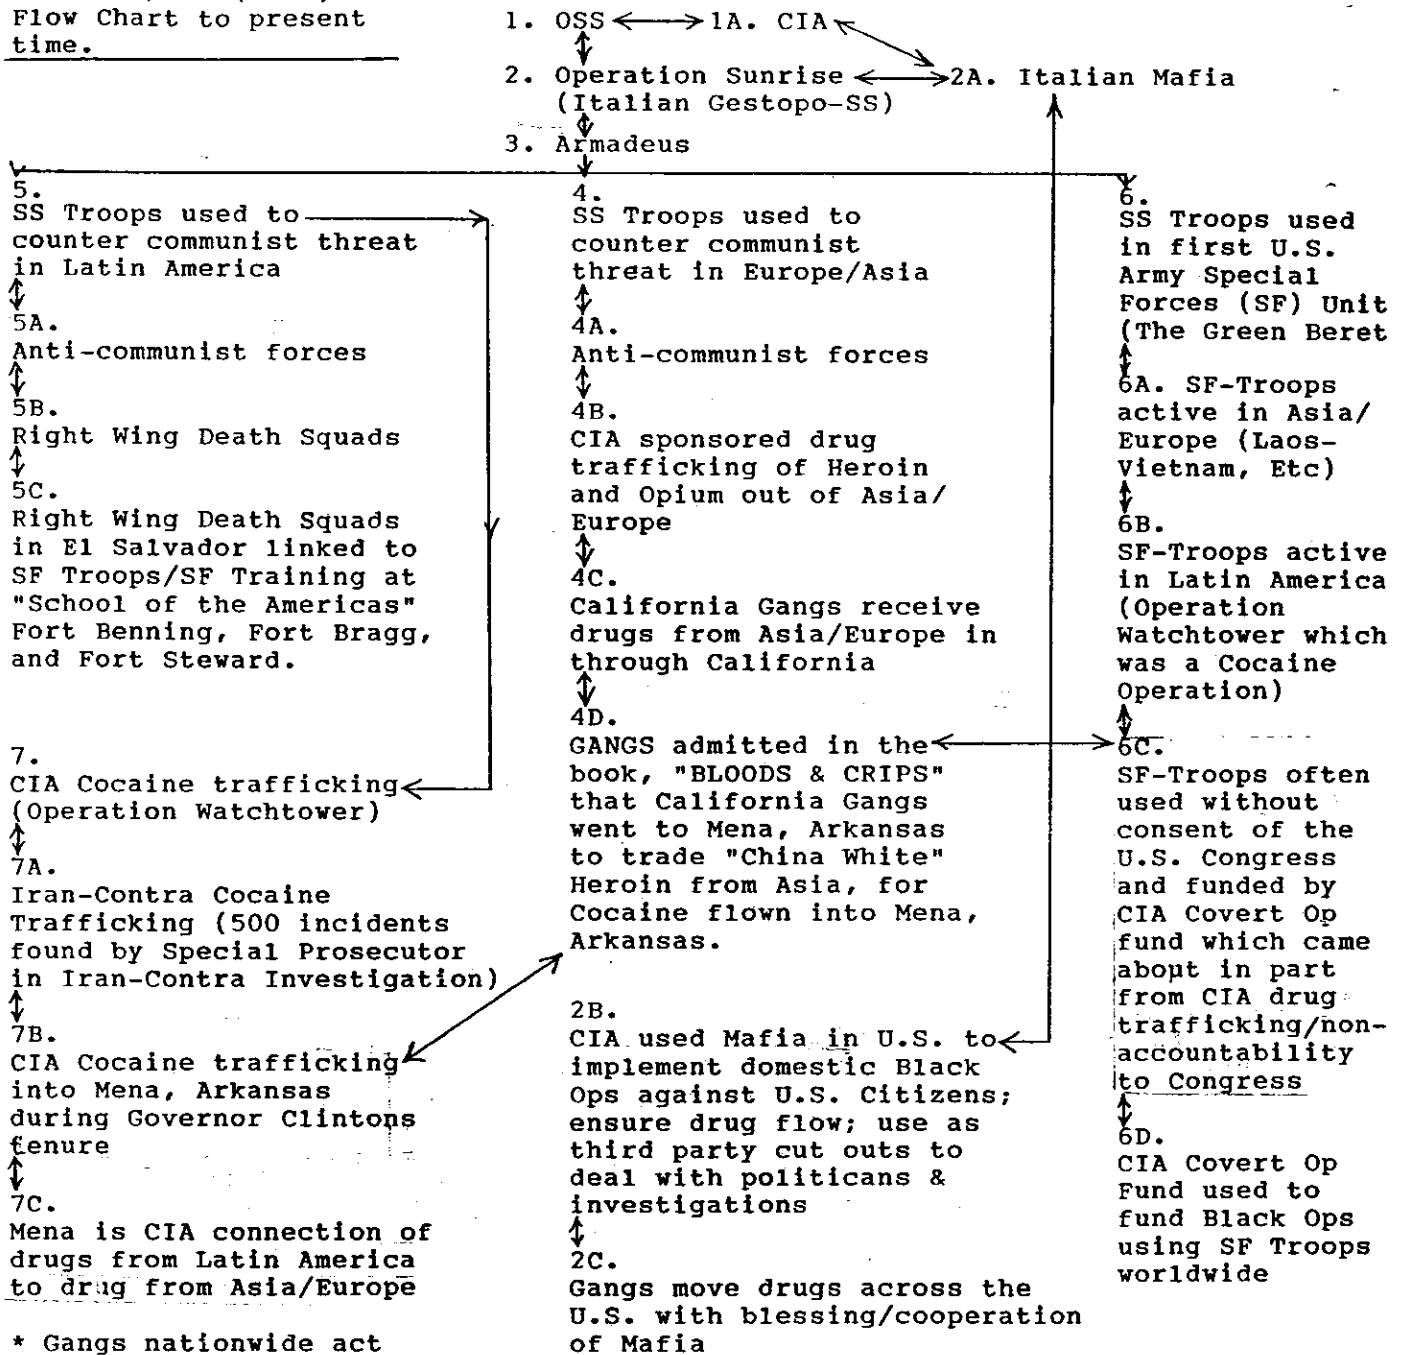 Flow Chart to present
time.
1. OSS 1A. CIA
2. Operation Sunrise 2A. Italian Mafia
(Italian Gestopo-SS)
3. Armadeus
5.
SS Troops used to
counter communist threat
in Latin America
5A.
Anti-communist forces
5B.
Right Wing Death Squads
5C.
Right Wing Death Squads
in El Salvador linked to
SF Troops/SF Training at
"School of the Americas"
Fort Benning, Fort Bragg,
and Fort Steward.
7.
CIA Cocaine trafficking
(Operation Watchtower)
7A.
Iran-Contra Cocaine
Trafficking (500 incidents
found by Special Prosecutor
in Iran-Contra Investigation)
7B.
CIA Cocaine trafficking
into Mena, Arkansas
during Governor Clintons
tenure
7C.
Mena is CIA connection of
drugs from Latin America
to drug from Asia/Europe
* Gangs nationwide act
4.
SS Troops used to
counter communist
threat in Europe/Asia
4A.
Anti-communist forces
4B.
CIA sponsored drug
trafficking of Heroin
and Opium out of Asia/
Europe
4C.
California Gangs receive
drugs from Asia/Europe in
through California
4D.
GANGS admitted in the
book, "BLOODS & CRIPS"
that California Gangs
went to Mena, Arkansas
to trade "China White"
Heroin from Asia, for
Cocaine flown into Mena,
Arkansas.
2B.
CIA used Mafia in U.S. to
implement domestic Black
Ops against U.S. Citizens;
ensure drug flow; use as
third party cut outs to
deal with politicans &
investigations
2C.
Gangs move drugs across the
U.S. with blessing/cooperation
of Mafia
6.
SS Troops used
in first U.S.
Army Special
Forces (SF) Unit
(The Green Beret
6A. SF-Troops
active in Asia/
Europe (Laos-
Vietnam, Etc)
6B.
SF-Troops active
in Latin America
(Operation
Watchtower which
was a Cocaine
Operation)
6C.
SF-Troops often
used without
consent of the
U.S. Congress
and funded by
CIA Covert Op
fund which came
about in part
from CIA drug
trafficking/non-
accountability
to Congress
6D.
CIA Covert Op
Fund used to
fund Black Ops
using SF Troops
worldwide